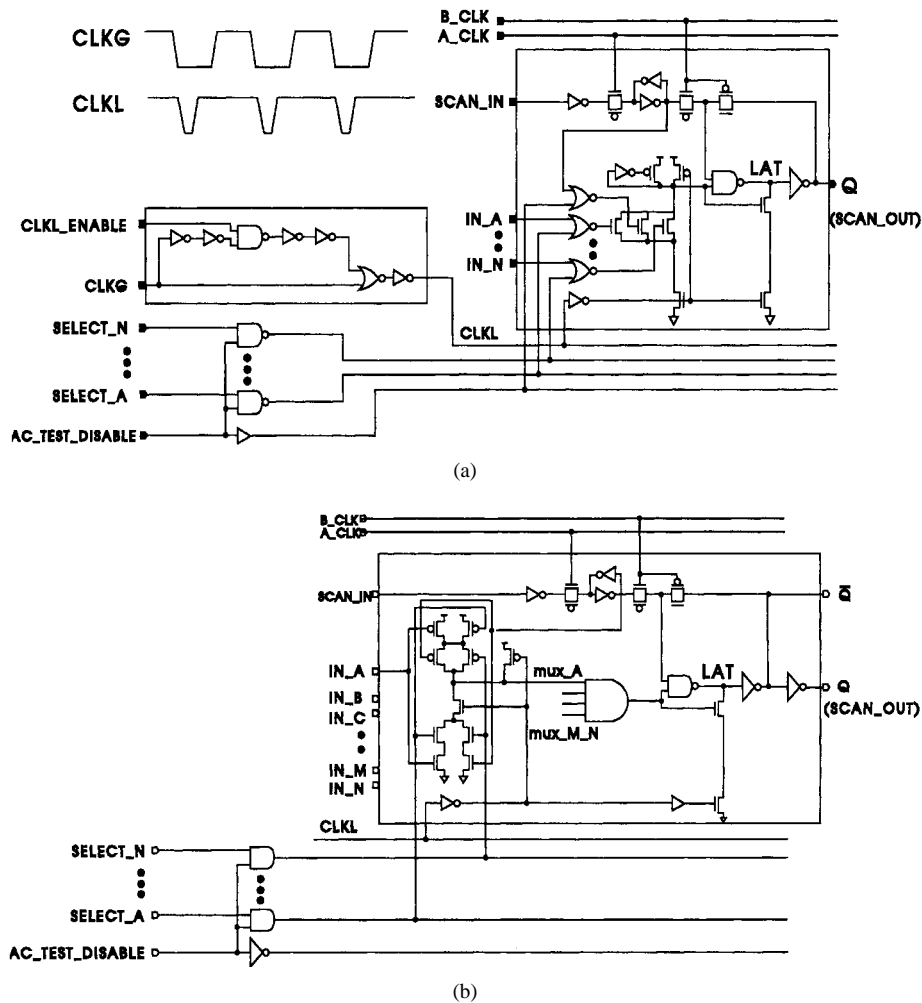 B_CLK
A_CLK
CLKG
CLKL
SCAN_IN
LAT
Q
(SCAN_OUT)
IN_A
IN_N
CLKL_ENABLE
CLKG
CLKL
SELECT_N
SELECT_A
AC_TEST_DISABLE
(a)
B_CLK
A_CLK
SCAN_IN
Q
IN_A
mux_A
LAT
IN_B
IN_C
Q
(SCAN_OUT)
mux_M_N
IN_M
IN_N
CLKL
SELECT_N
SELECT_A
AC_TEST_DISABLE
(b)